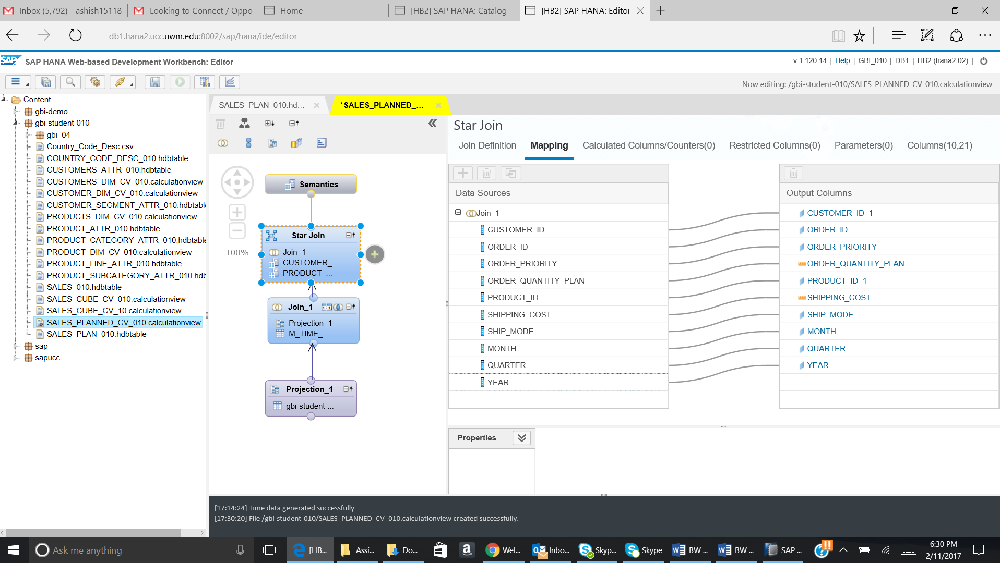 Inbox (5,792) - ashish15118
Looking to Connect / Oppo
Home
[HB2] SAP HANA: Catalog
[HB2] SAP HANA: Editor
db1.hana2.ucc.uwm.edu:8002/sap/hana/ide/editor
SAP
SAP HANA Web-based Development Workbench: Editor
v 1.120.14 | Help | GBI_010 | DB1 | HB2 (hana2 02) |
Now editing: /gbi-student-010/SALES_PLANNED_CV_010.calculationview
Content
gbi-demo
gbi-student-010
gbi_04
Country_Code_Desc.csv
COUNTRY_CODE_DESC_010.hdbtable
CUSTOMERS_ATTR_010.hdbtable
CUSTOMERS_DIM_CV_010.calculationview
CUSTOMER_DIM_CV_010.calculationview
CUSTOMER_SEGMENT_ATTR_010.hdbtable
PRODUCTS_DIM_CV_010.calculationview
PRODUCT_ATTR_010.hdbtable
PRODUCT_CATEGORY_ATTR_010.hdbtable
PRODUCT_DIM_CV_010.calculationview
PRODUCT_LINE_ATTR_010.hdbtable
PRODUCT_SUBCATEGORY_ATTR_010.hdb
SALES_010.hdbtable
SALES_CUBE_CV_010.calculationview
SALES_CUBE_CV_10.calculationview
SALES_PLANNED_CV_010.calculationview
SALES_PLAN_010.hdbtable
sap
sapucc
SALES_PLAN_010.hd...
*SALES_PLANNED_...
100%
Semantics
Star Join
Join_1
CUSTOMER_...
PRODUCT_...
Join_1
Projection_1
M_TIME_...
Projection_1
gbi-student-...
Star Join
Join Definition
Mapping
Calculated Columns/Counters(0)
Restricted Columns(0)
Parameters(0)
Columns(10,21)
Data Sources
Join_1
CUSTOMER_ID
ORDER_ID
ORDER_PRIORITY
ORDER_QUANTITY_PLAN
PRODUCT_ID
SHIPPING_COST
SHIP_MODE
MONTH
QUARTER
YEAR
Output Columns
CUSTOMER_ID_1
ORDER_ID
ORDER_PRIORITY
ORDER_QUANTITY_PLAN
PRODUCT_ID_1
SHIPPING_COST
SHIP_MODE
MONTH
QUARTER
YEAR
Properties
[17:14:24] Time data generated successfully
[17:30:20] File /gbi-student-010/SALES_PLANNED_CV_010.calculationview created successfully.
Ask me anything
[HB...
Assi...
Do...
Wel...
Inbo...
Skyp...
Skype
BW ...
BW ...
SAP ...
6:30 PM
2/11/2017